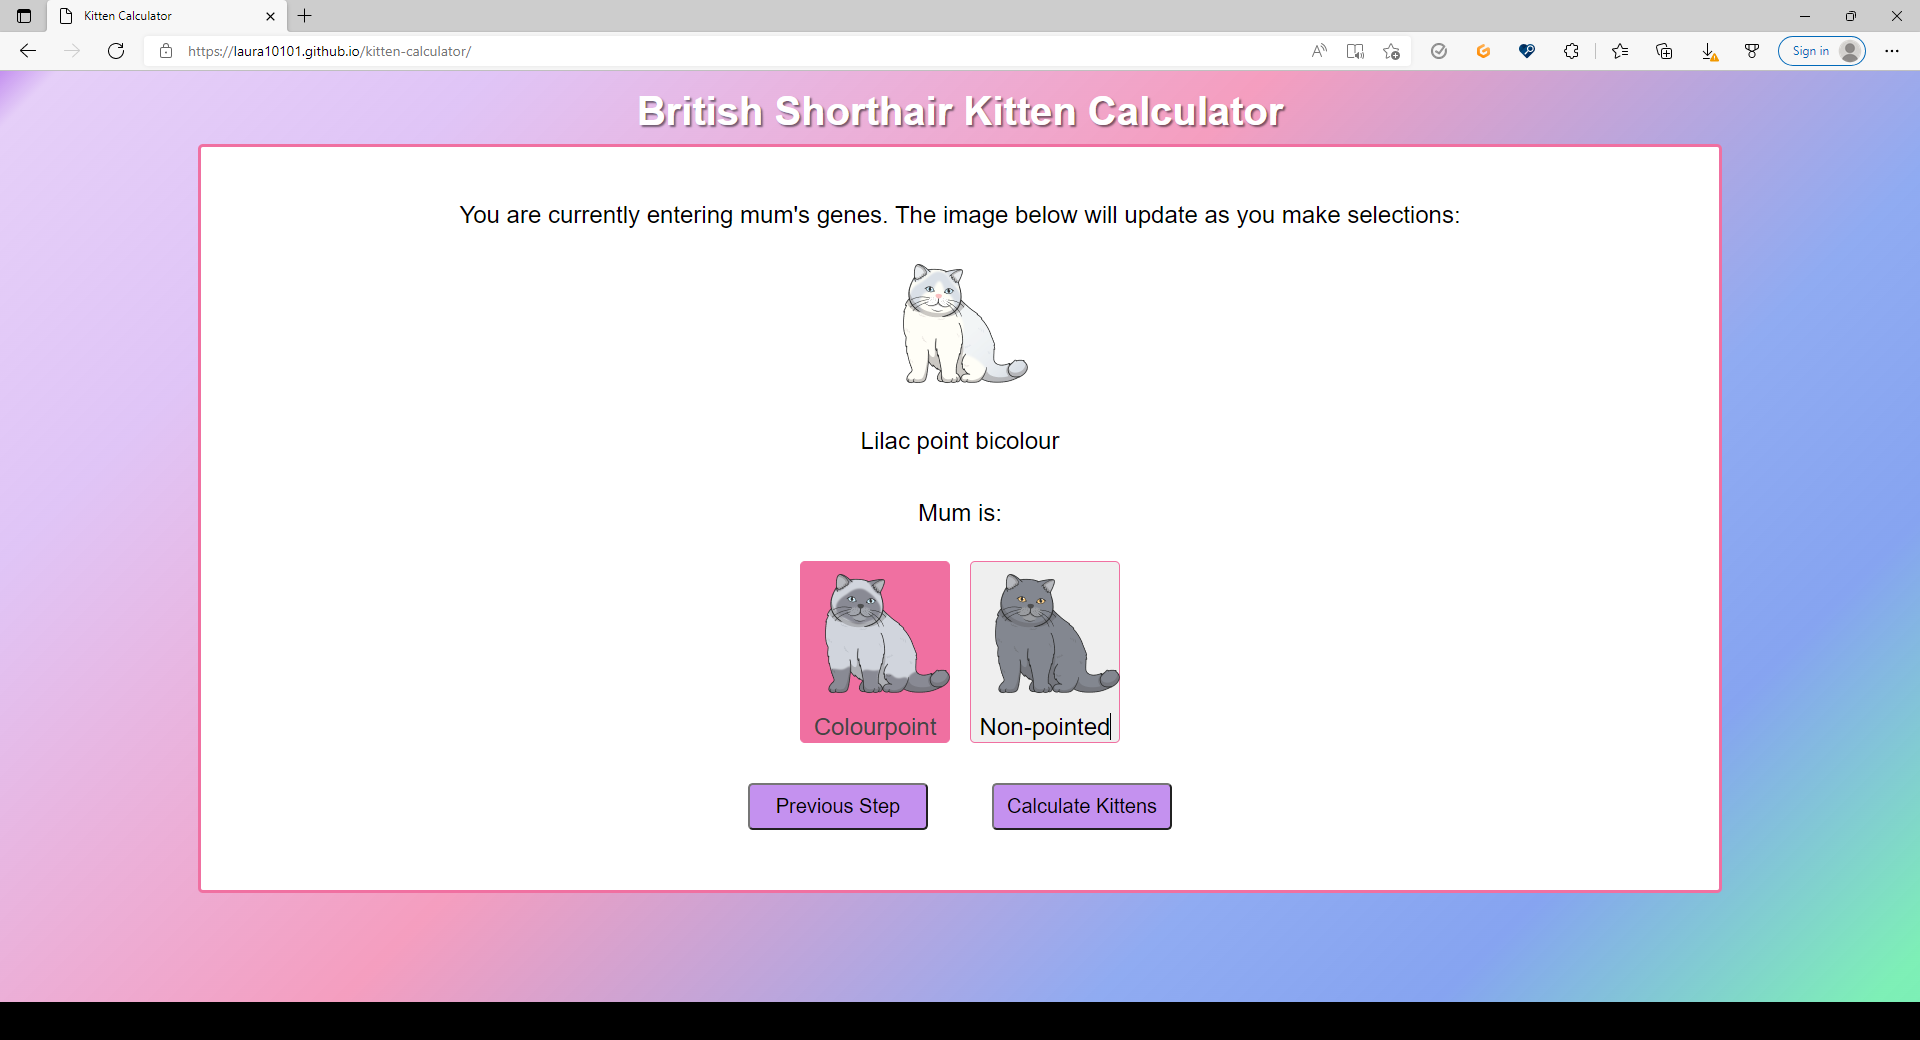 Kitten Calculator
https://laura10101.github.io/kitten-calculator/
Sign in
British Shorthair Kitten Calculator
You are currently entering mum's genes. The image below will update as you make selections:
Lilac point bicolour
Mum is:
Colourpoint
Non-pointed
Previous Step
Calculate Kittens